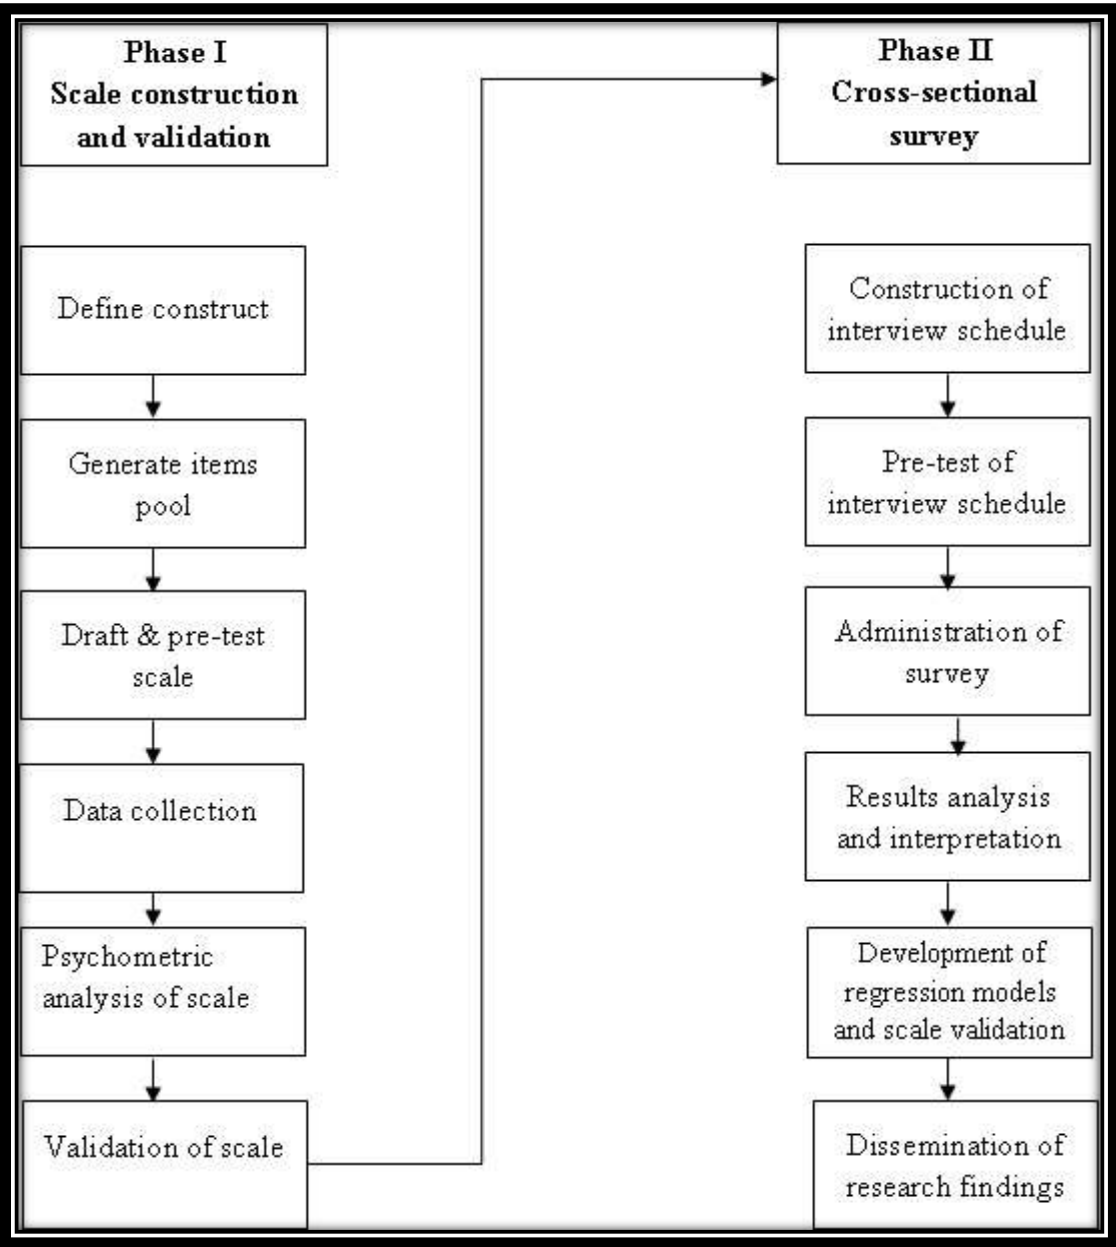 Phase I
Scale construction
and validation
Define construct
Generate items
pool
Draft & pre-test
scale
Data collection
Psychometric
analysis of scale
Validation of scale
Phase II
Cross-sectional
survey
Construction of
interview schedule
Pre-test of
interview schedule
Administration of
survey
Results analysis
and interpretation
Development of
regression models
and scale validation
Dissemination of
research findings